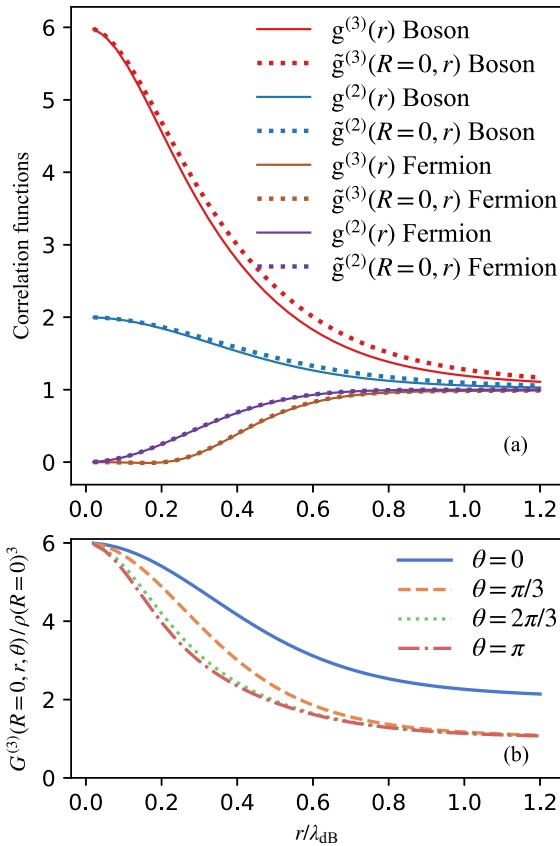 6
5
4
3
2
1
0
Correlation functions
g⁽³⁾(r) Boson
g̃⁽³⁾(R=0, r) Boson
g⁽²⁾(r) Boson
g̃⁽²⁾(R=0, r) Boson
g⁽³⁾(r) Fermion
g̃⁽³⁾(R=0, r) Fermion
g⁽²⁾(r) Fermion
g̃⁽²⁾(R=0, r) Fermion
(a)
0.0 0.2 0.4 0.6 0.8 1.0 1.2
6
4
2
0
G⁽³⁾(R=0, r, θ)/ρ(R=0)³
θ=0
θ=π/3
θ=2π/3
θ=π
(b)
0.0 0.2 0.4 0.6 0.8 1.0 1.2
r/λ_dB